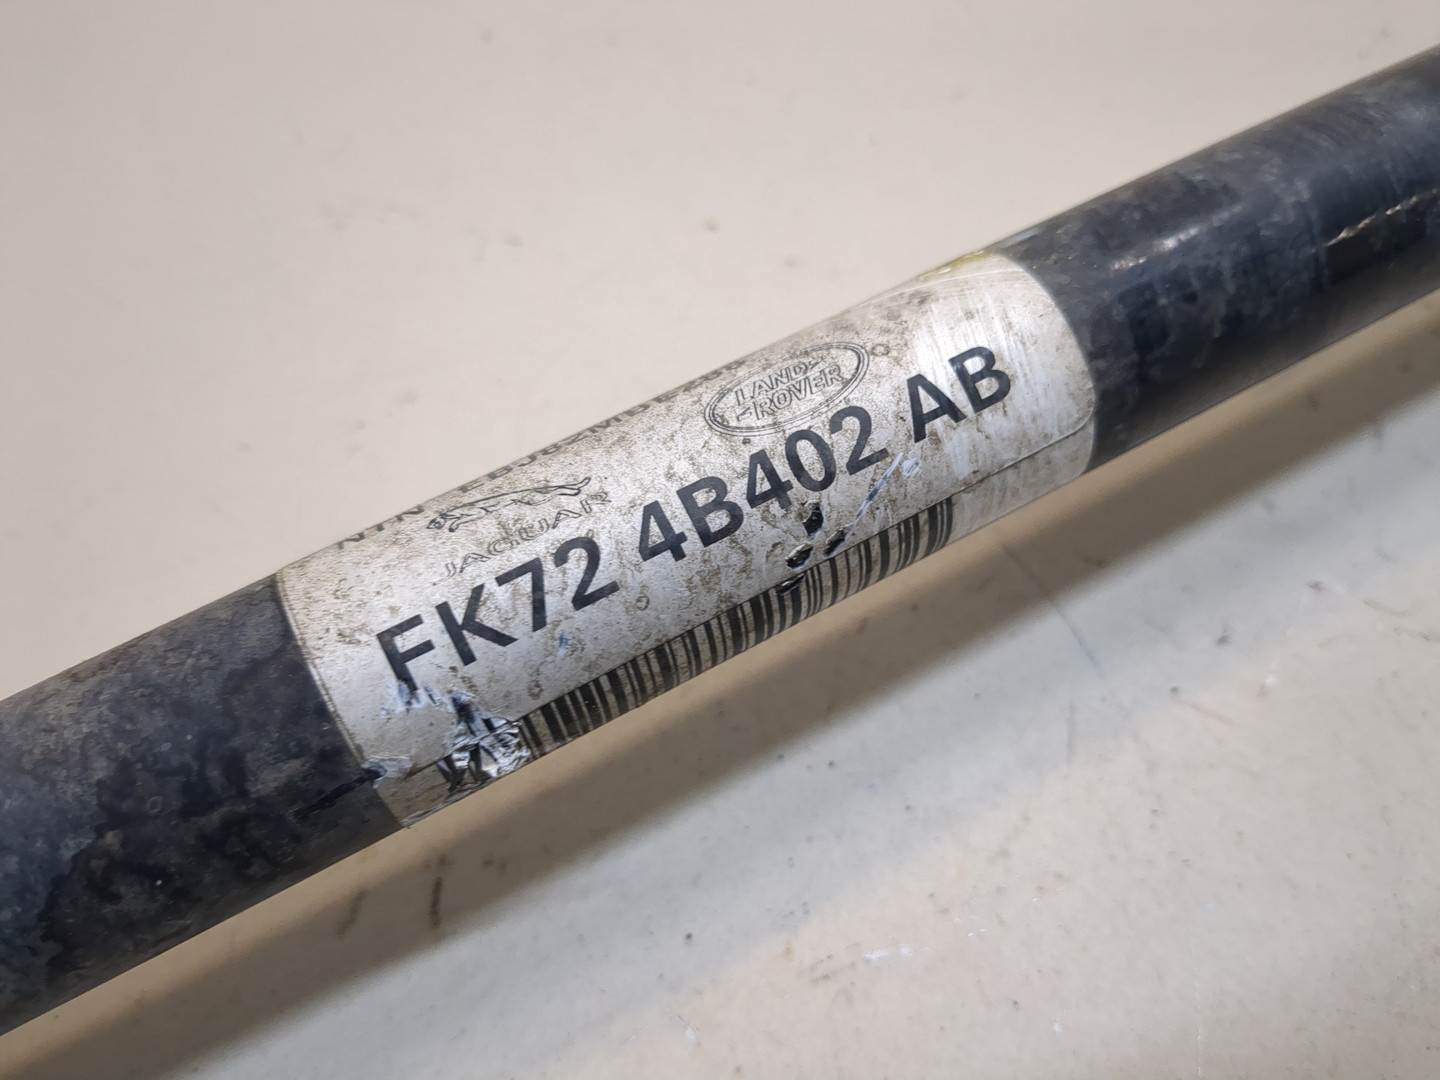 LAND-
-ROVER
JAGUAR
FK72 4B402 AB